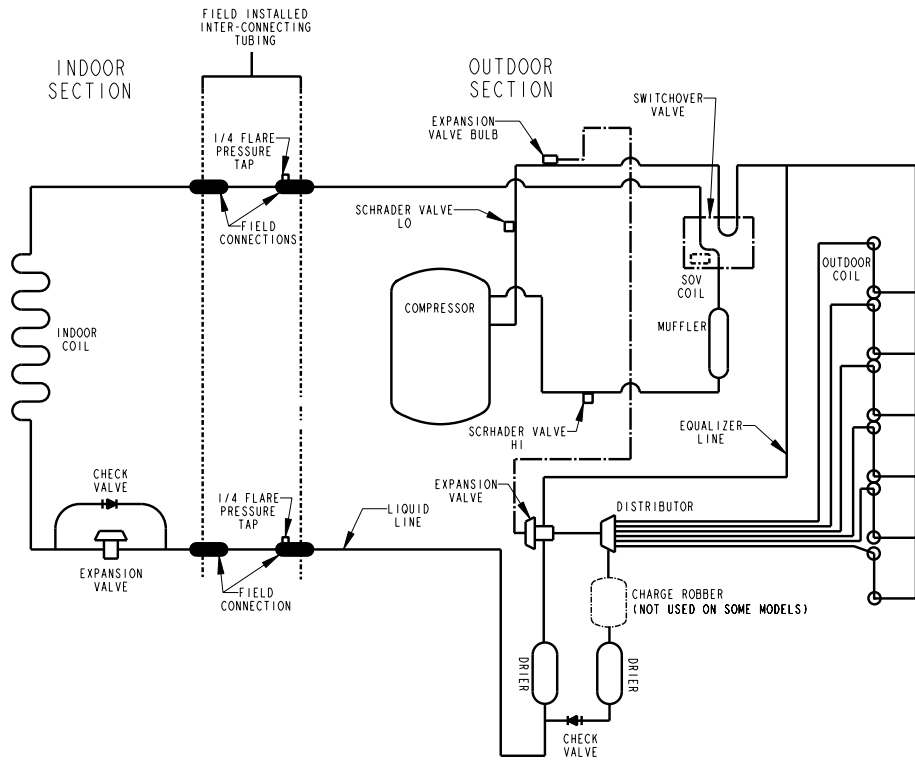 FIELD INSTALLED
INTER-CONNECTING
TUBING
INDOOR
SECTION
OUTDOOR
SECTION
SWITCHOVER
VALVE
EXPANSION
VALVE BULB
1/4 FLARE
PRESSURE
TAP
SCHRADER VALVE
LO
FIELD
CONNECTIONS
OUTDOOR
COIL
SOV
COIL
COMPRESSOR
MUFFLER
INDOOR
COIL
EQUALIZER
LINE
SCRHADER VALVE
HI
CHECK
VALVE
1/4 FLARE
PRESSURE
TAP
LIQUID
LINE
EXPANSION
VALVE
DISTRIBUTOR
EXPANSION
VALVE
FIELD
CONNECTION
CHARGE ROBBER
(NOT USED ON SOME MODELS)
DRIER
DRIER
CHECK
VALVE